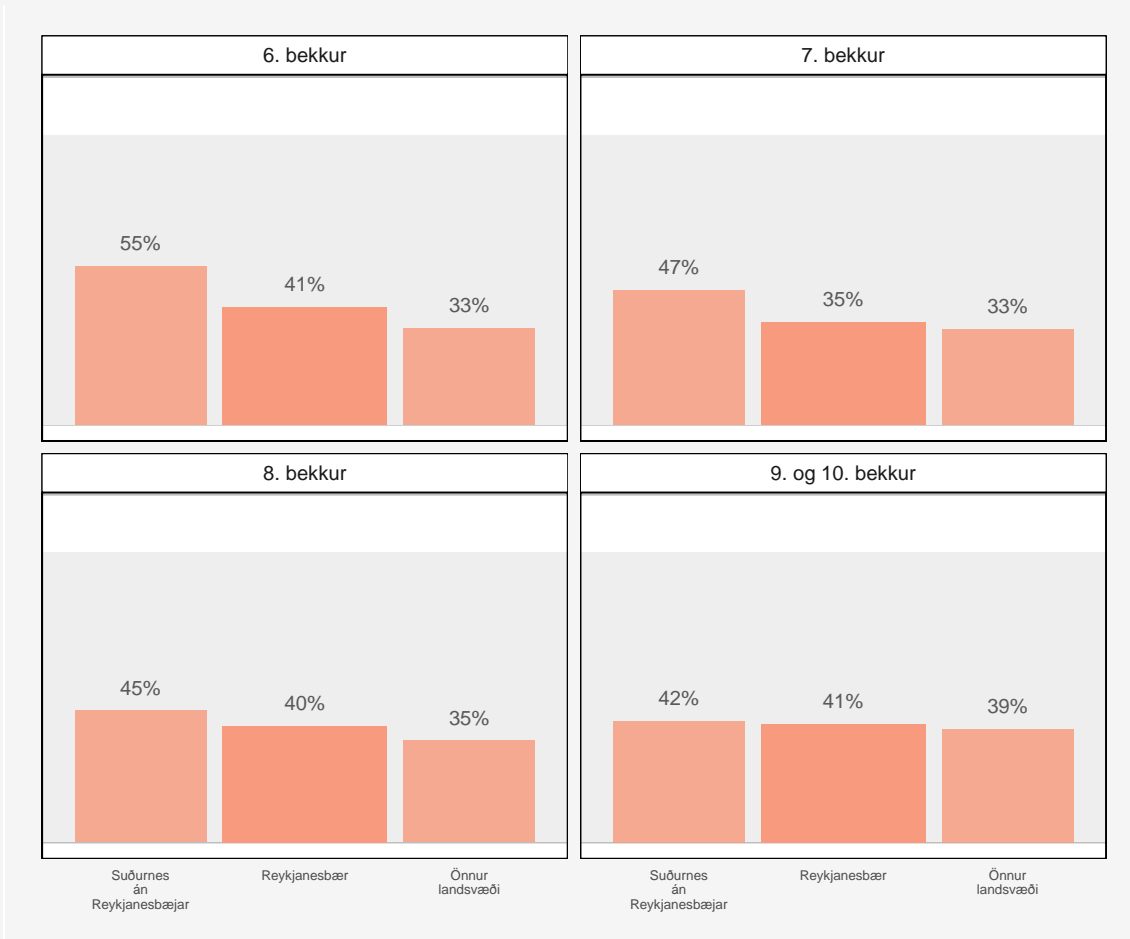 6. bekkur
55%
41%
33%
7. bekkur
47%
35%
33%
8. bekkur
45%
40%
35%
9. og 10. bekkur
42%
41%
39%
Suðurnes
án
Reykjanesbæjar
Reykjanesbær
Önnur
landsvæði
Suðurnes
án
Reykjanesbæjar
Reykjanesbær
Önnur
landsvæði